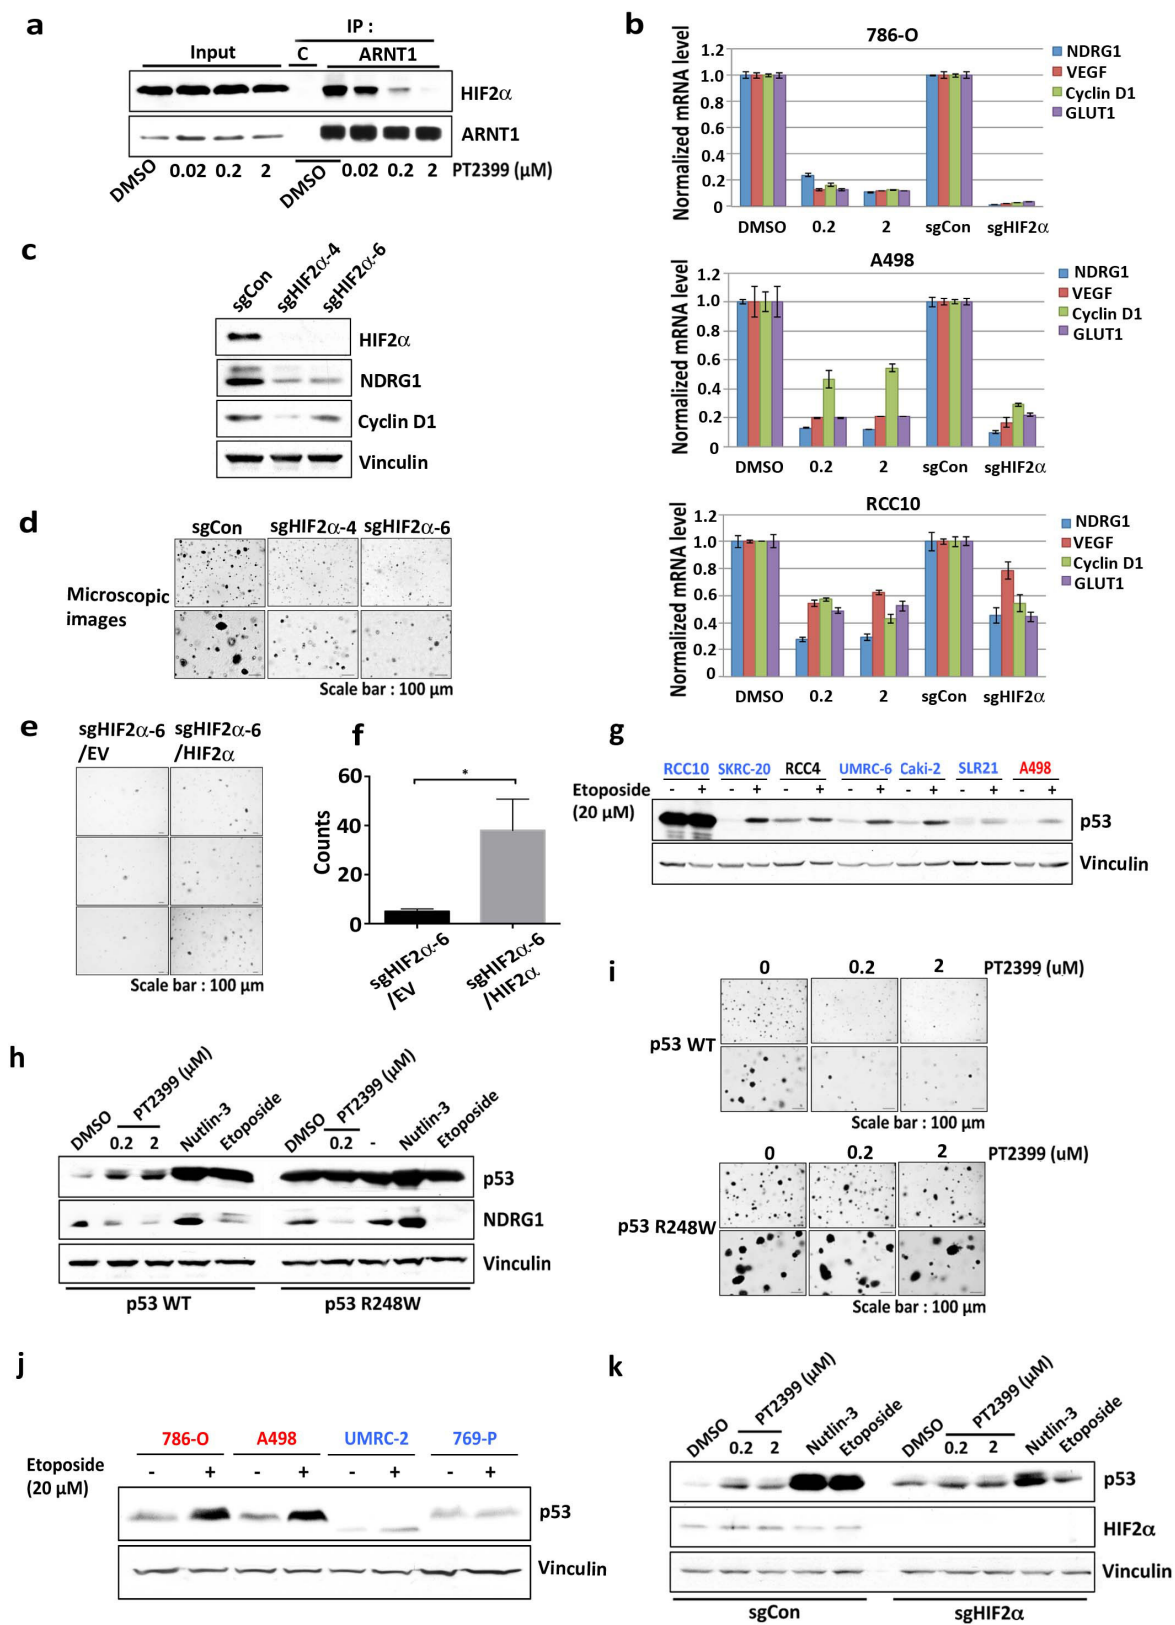 a
IP :
Input
C
ARNT1
HIF2α
ARNT1
DMSO 0.02 0.2 2 DMSO 0.02 0.2 2 PT2399 (μM)
b
786-O
Normalized mRNA level
1.2
1.0
0.8
0.6
0.4
0.2
0
DMSO 0.2 2 sgCon sgHIF2α
NDRG1
VEGF
Cyclin D1
GLUT1
A498
Normalized mRNA level
1.2
1.0
0.8
0.6
0.4
0.2
0
DMSO 0.2 2 sgCon sgHIF2α
NDRG1
VEGF
Cyclin D1
GLUT1
RCC10
Normalized mRNA level
1.2
1.0
0.8
0.6
0.4
0.2
0
DMSO 0.2 2 sgCon sgHIF2α
NDRG1
VEGF
Cyclin D1
GLUT1
c
sgCon sgHIF2α-4 sgHIF2α-6
HIF2α
NDRG1
Cyclin D1
Vinculin
d
sgCon sgHIF2α-4 sgHIF2α-6
Microscopic
images
Scale bar : 100 μm
e
sgHIF2α-6 sgHIF2α-6
/EV /HIF2α
Scale bar : 100 μm
f
*
Counts
60
40
20
0
sgHIF2α-6
/EV
sgHIF2α-6
/HIF2α
g
RCC10 SKRC-20 RCC4 UMRC-6 Caki-2 SLR21 A498
Etoposide - + - + - + - + - + - + - +
(20 μM)
p53
Vinculin
h
DMSO PT2399 (μM) Nutlin-3 Etoposide DMSO PT2399 (μM) Nutlin-3 Etoposide
0.2 2 0.2 -
p53
NDRG1
Vinculin
p53 WT p53 R248W
i
0 0.2 2 PT2399 (uM)
p53 WT
Scale bar : 100 μm
0 0.2 2 PT2399 (uM)
p53 R248W
Scale bar : 100 μm
j
786-O A498 UMRC-2 769-P
Etoposide - + - + - + - +
(20 μM)
p53
Vinculin
k
DMSO PT2399 (μM) Nutlin-3 Etoposide DMSO PT2399 (μM) Nutlin-3 Etoposide
0.2 2 0.2 2
p53
HIF2α
Vinculin
sgCon sgHIF2α